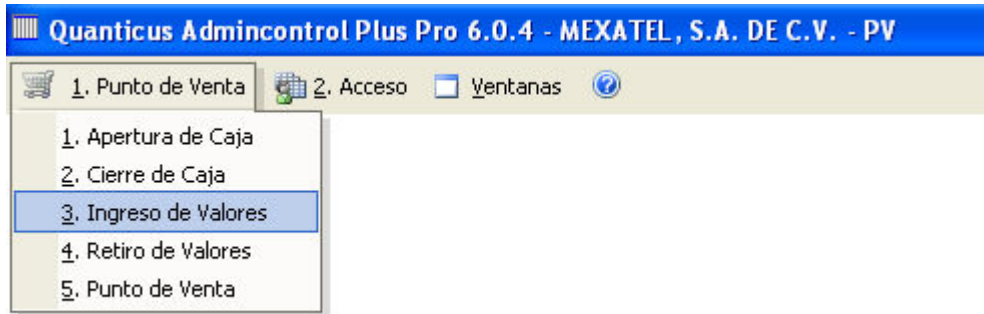 Quanticus Admincontrol Plus Pro 6.0.4 - MEXATEL, S.A. DE C.V. - PV
1. Punto de Venta 2. Acceso Ventanas ?
1. Apertura de Caja
2. Cierre de Caja
3. Ingreso de Valores
4. Retiro de Valores
5. Punto de Venta